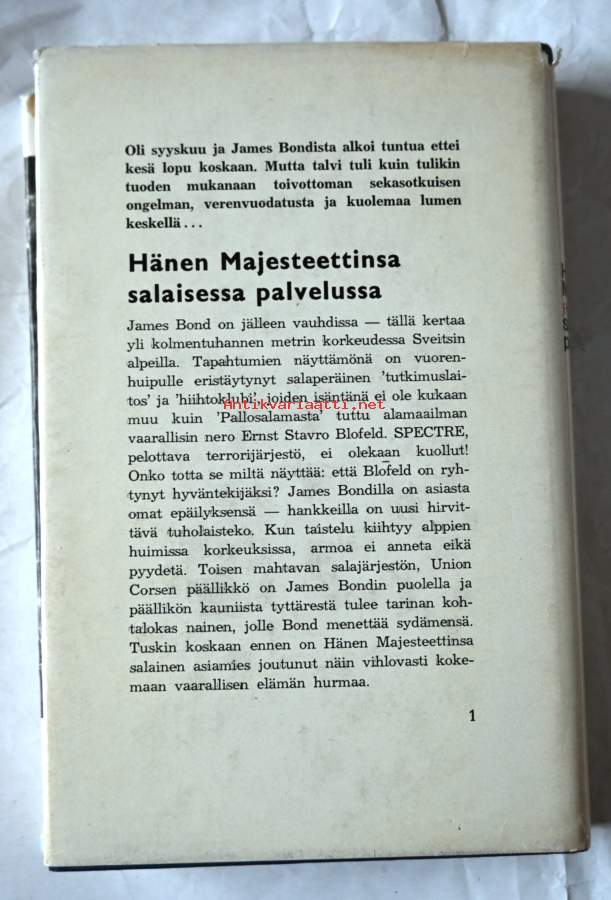 Oli syyskuu ja James Bondista alkoi tuntua ettei
kesä lopu koskaan. Mutta talvi tuli kuin tulikin
tuoden mukanaan toivottoman sekasotkuisen
ongelman, verenvuodatusta ja kuolemaa lumen
keskellä...
Hänen Majesteettinsa
salaisessa palvelussa
James Bond on jälleen vauhdissa — tällä kertaa
yli kolmentuhannen metrin korkeudessa Sveitsin
alpeilla. Tapahtumien näyttämönä on vuoren-
huipulle eristäytynyt salaperäinen 'tutkimuslai-
tos' ja 'hiihtoklubi', joiden isäntänä ei ole kukaan
Antikvariaatti.net
muu kuin 'Pallosalamasta' tuttu alamaailman
vaarallisin nero Ernst Stavro Blofeld. SPECTRE,
pelottava terrorijärjestö, ei olekaan kuollut!
Onko totta se miltä näyttää: että Blofeld on ryh-
tynyt hyväntekijäksi? James Bondilla on asiasta
omat epäilyksensä — hankkeilla on uusi hirvit-
tävä tuholaisteko. Kun taistelu kiihtyy alppien
huimissa korkeuksissa, armoa ei anneta eikä
pyydetä. Toisen mahtavan salajärjestön, Union
Corsen päällikkö on James Bondin puolella ja
päällikön kauniista tyttärestä tulee tarinan koh-
talokas nainen, jolle Bond menettää sydämensä.
Tuskin koskaan ennen on Hänen Majesteettinsa
salainen asiamies joutunut näin vihlovasti koke-
maan vaarallisen elämän hurmaa.
1